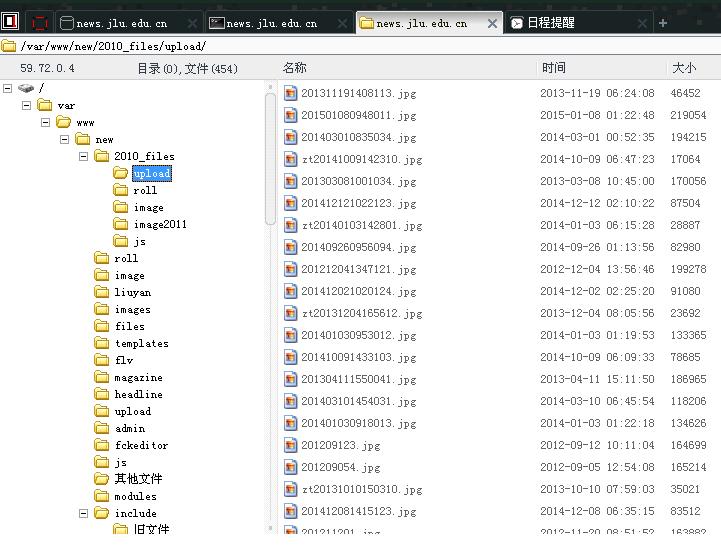 news.jlu.edu.cn news.jlu.edu.cn news.jlu.edu.cn 日程提醒
/var/www/new/2010_files/upload/
59.72.0.4 目录(0),文件(454) 名称 时间 大小
/
var
www
new
2010_files
upload
roll
image
image2011
js
roll
image
liuyan
images
files
templates
flv
magazine
headline
upload
admin
fckeditor
js
其他文件
modules
include
旧文件
201311191408113.jpg 2013-11-19 06:24:08 46452
201501080948011.jpg 2015-01-08 01:22:48 219054
201403010835034.jpg 2014-03-01 00:52:35 194215
zt20141009142310.jpg 2014-10-09 06:47:23 17064
201303081001034.jpg 2013-03-08 10:45:00 170056
201412121022123.jpg 2014-12-12 02:10:22 87504
zt20140103142801.jpg 2014-01-03 06:15:28 28887
201409260956094.jpg 2014-09-26 01:13:56 82980
201212041347121.jpg 2012-12-04 13:56:46 199278
201412021020124.jpg 2014-12-02 02:25:20 91080
zt20131204165612.jpg 2013-12-04 08:05:56 23692
201401030953012.jpg 2014-01-03 01:19:53 133365
201410091433103.jpg 2014-10-09 06:09:33 78685
201304111550041.jpg 2013-04-11 15:11:50 186965
201403101454031.jpg 2014-03-10 06:45:54 118206
201401030918013.jpg 2014-01-03 01:22:18 134626
201209123.jpg 2012-09-12 10:11:04 164699
201209054.jpg 2012-09-05 12:54:08 165214
zt20131010150310.jpg 2013-10-10 07:59:03 35021
201412081415123.jpg 2014-12-08 06:35:15 83512
201211201.jpg 2012-11-20 08:51:52 163882